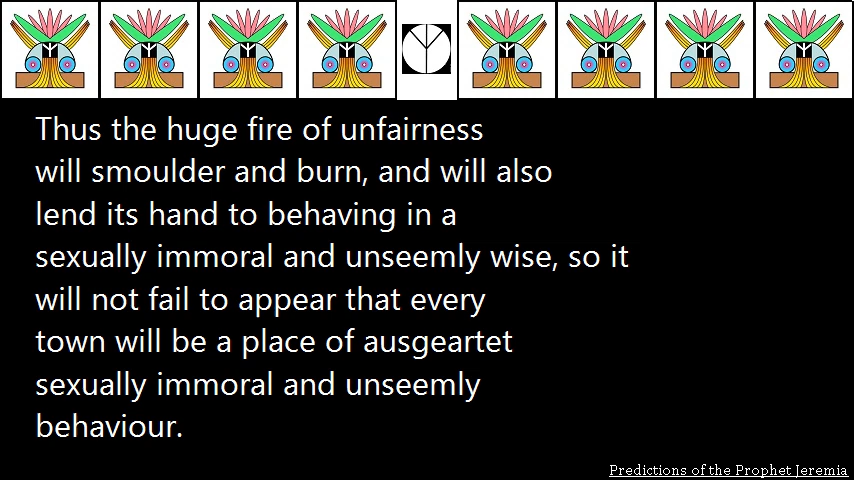 Thus the huge fire of unfairness
will smoulder and burn, and will also
lend its hand to behaving in a
sexually immoral and unseemly wise, so it
will not fail to appear that every
town will be a place of ausgeartet
sexually immoral and unseemly
behaviour.
Predictions of the Prophet Jeremia